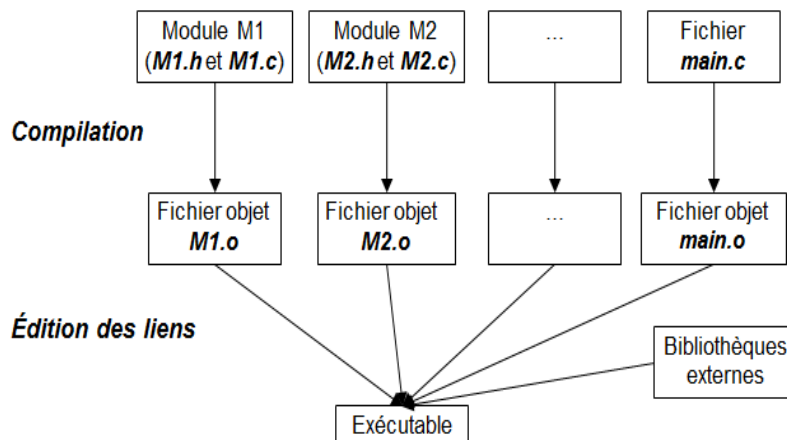 Module M1
(M1.h et M1.c)
Module M2
(M2.h et M2.c)
...
Fichier
main.c
Compilation
Fichier objet
M1.o
Fichier objet
M2.o
...
Fichier objet
main.o
Édition des liens
Bibliothèques
externes
Exécutable